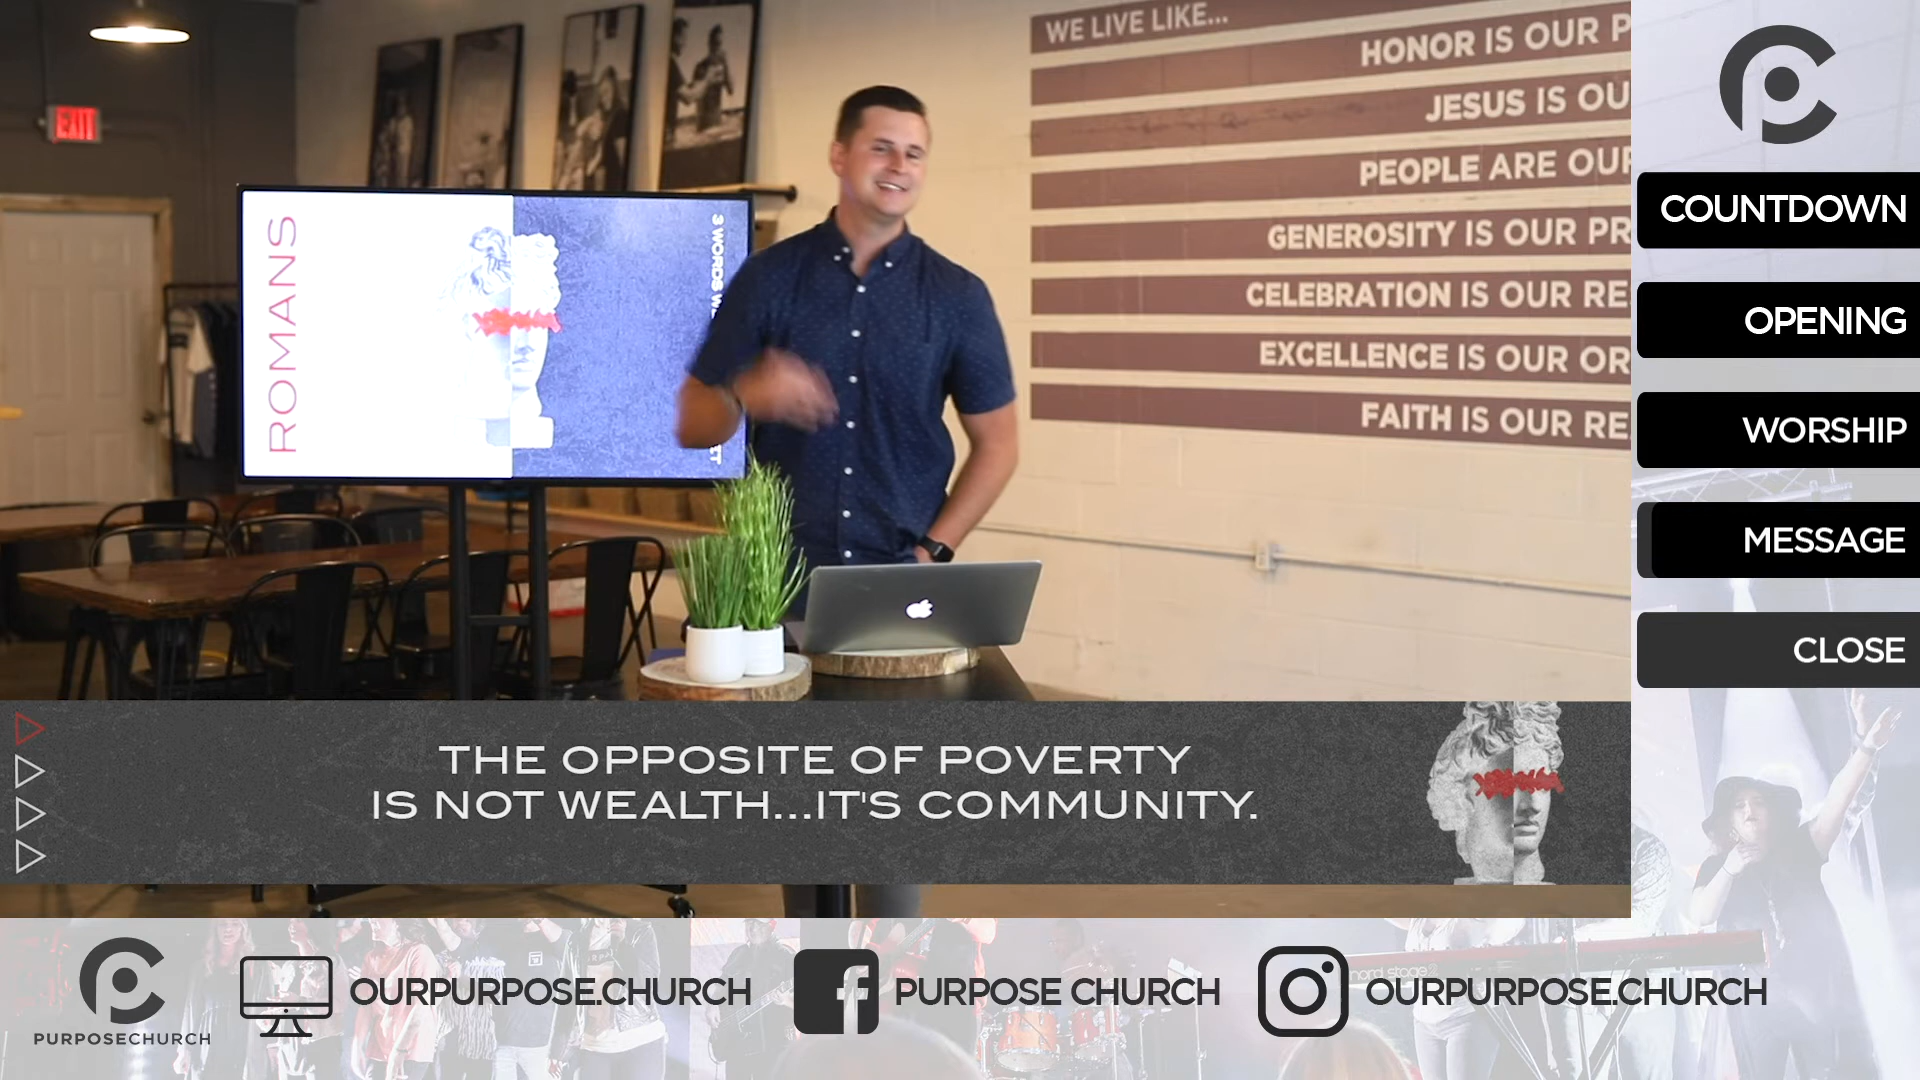 WE LIVE LIKE...
HONOR IS OUR P
JESUS IS OU
PEOPLE ARE OUR
GENEROSITY IS OUR PR
CELEBRATION IS OUR RE
EXCELLENCE IS OUR OR
FAITH IS OUR RE
EXIT
ROMANS
3 WORDS
COUNTDOWN
OPENING
WORSHIP
MESSAGE
CLOSE
THE OPPOSITE OF POVERTY
IS NOT WEALTH...IT'S COMMUNITY.
PURPOSECHURCH
OURPURPOSE.CHURCH
PURPOSE CHURCH
OURPURPOSE.CHURCH
nord stage